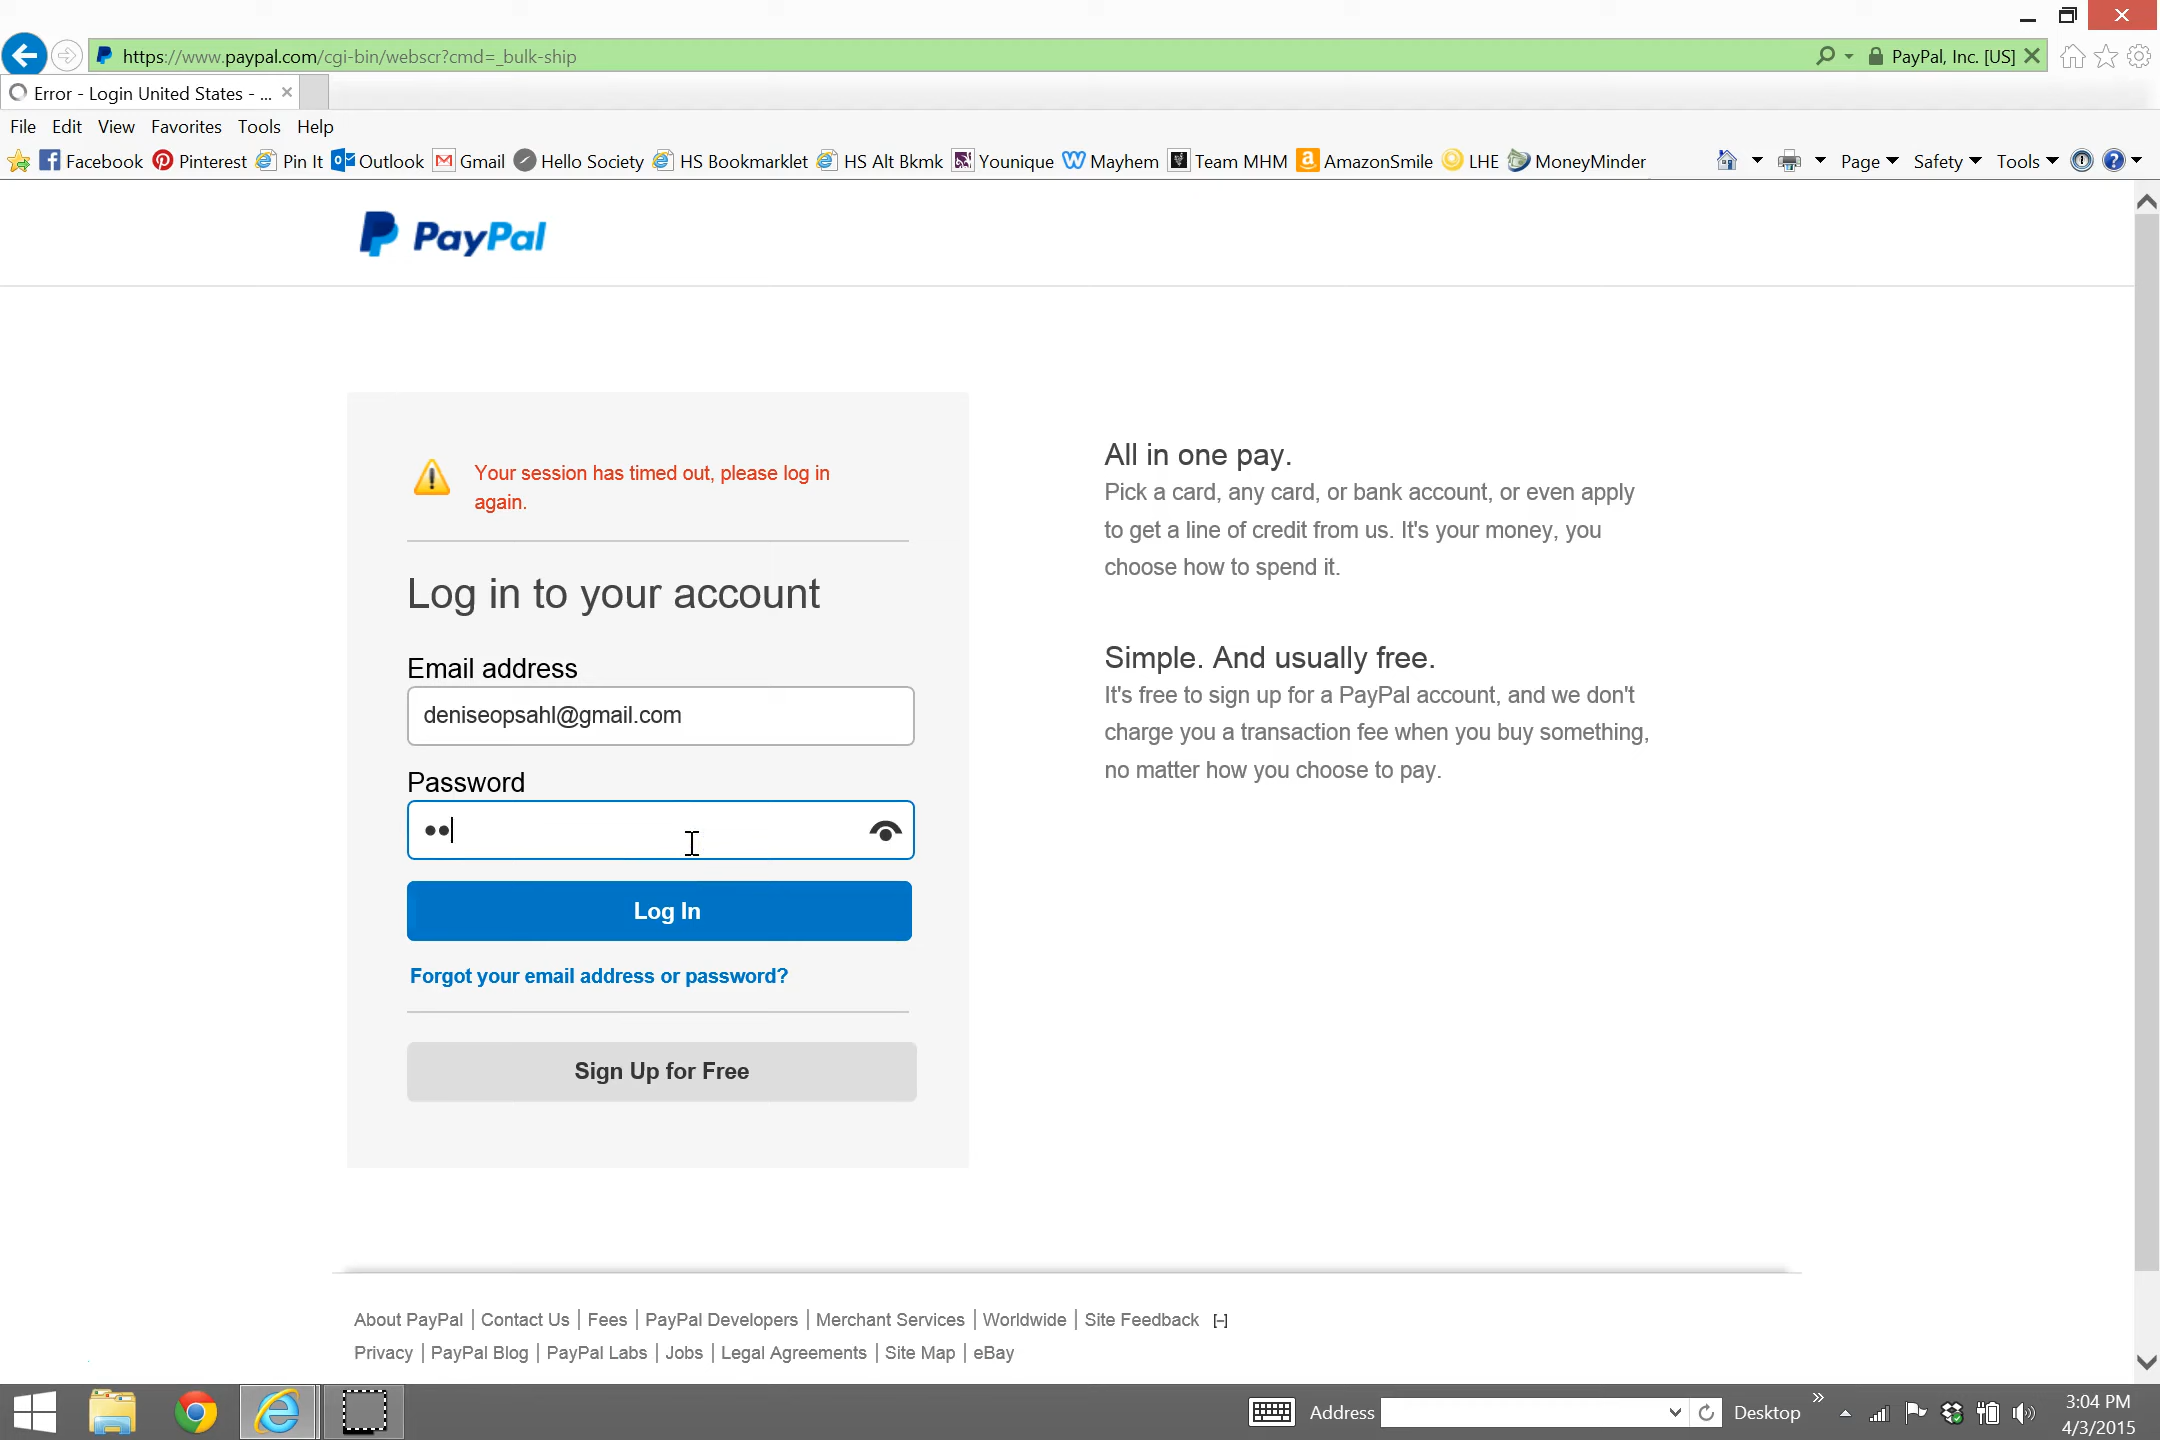 https://www.paypal.com/cgi-bin/webscr?cmd=_bulk-ship
PayPal, Inc. [US]
Error - Login United States - ...
File Edit View Favorites Tools Help
Facebook Pinterest Pin It Outlook Gmail Hello Society HS Bookmarklet HS Alt Bkmk Younique Mayhem Team MHM AmazonSmile LHE MoneyMinder Page Safety Tools
PayPal
Your session has timed out, please log in
again.
Log in to your account
Email address
deniseopsahl@gmail.com
Password
••
Log In
Forgot your email address or password?
Sign Up for Free
All in one pay.
Pick a card, any card, or bank account, or even apply
to get a line of credit from us. It's your money, you
choose how to spend it.
Simple. And usually free.
It's free to sign up for a PayPal account, and we don't
charge you a transaction fee when you buy something,
no matter how you choose to pay.
About PayPal | Contact Us | Fees | PayPal Developers | Merchant Services | Worldwide | Site Feedback [-]
Privacy | PayPal Blog | PayPal Labs | Jobs | Legal Agreements | Site Map | eBay
Address Desktop »
3:04 PM
4/3/2015